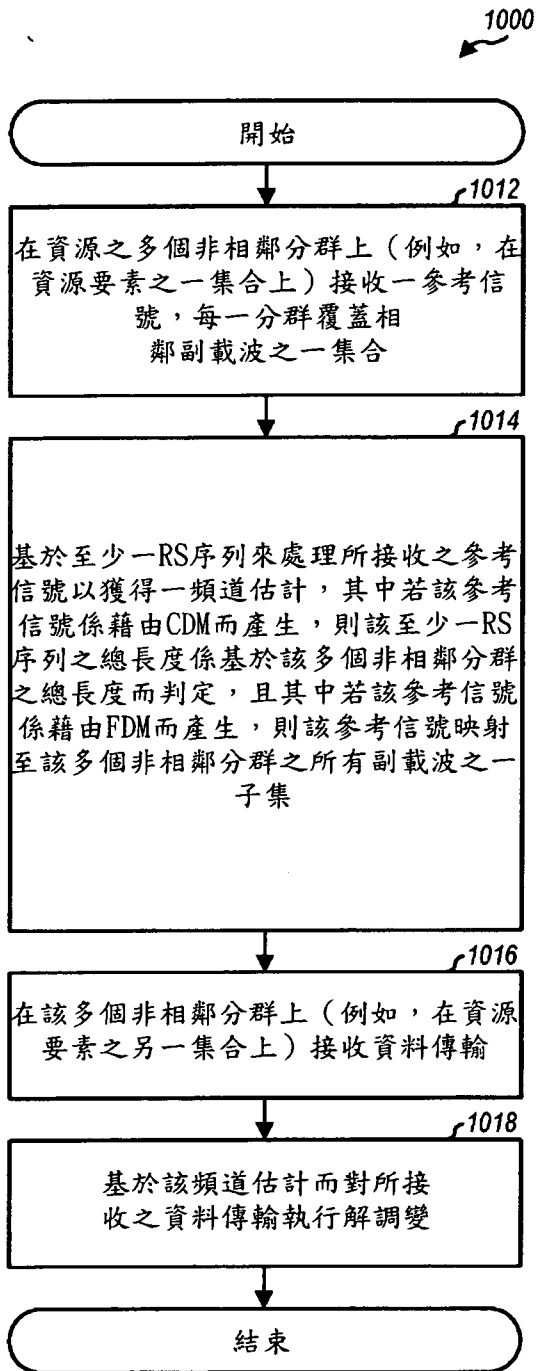 1000
開始
1012
在資源之多個非相鄰分群上（例如，在
資源要素之一集合上）接收一參考信
號，每一分群覆蓋相
鄰副載波之一集合
1014
基於至少一RS序列來處理所接收之參考
信號以獲得一頻道估計，其中若該參考
信號係藉由CDM而產生，則該至少一RS
序列之總長度係基於該多個非相鄰分群
之總長度而判定，且其中若該參考信號
係藉由FDM而產生，則該參考信號映射
至該多個非相鄰分群之所有副載波之一
子集
1016
在該多個非相鄰分群上（例如，在資源
要素之另一集合上）接收資料傳輸
1018
基於該頻道估計而對所接
收之資料傳輸執行解調變
結束